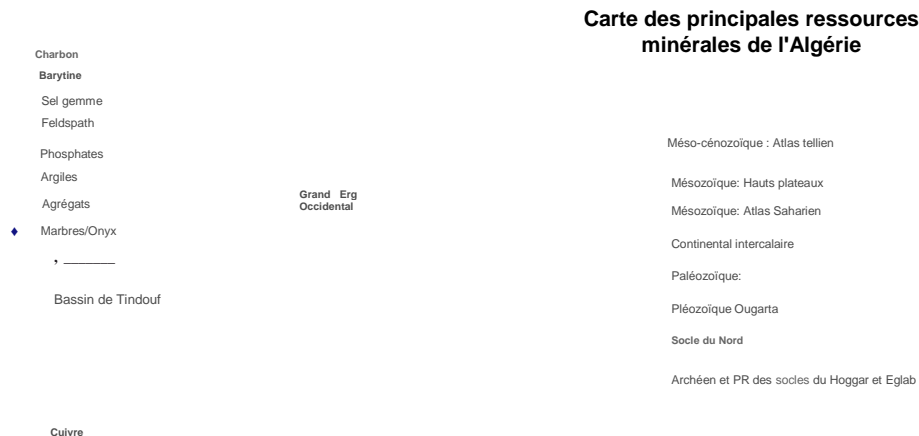 Carte des principales ressources
minérales de l'Algérie
Charbon
Barytine
Sel gemme
Feldspath
Phosphates
Argiles
Agrégats
Marbres/Onyx
, _______
Bassin de Tindouf
Cuivre
Grand Erg
Occidental
Méso-cénozoïque : Atlas tellien
Mésozoïque: Hauts plateaux
Mésozoïque: Atlas Saharien
Continental intercalaire
Paléozoïque:
Pléozoïque Ougarta
Socle du Nord
Archéen et PR des socles du Hoggar et Eglab